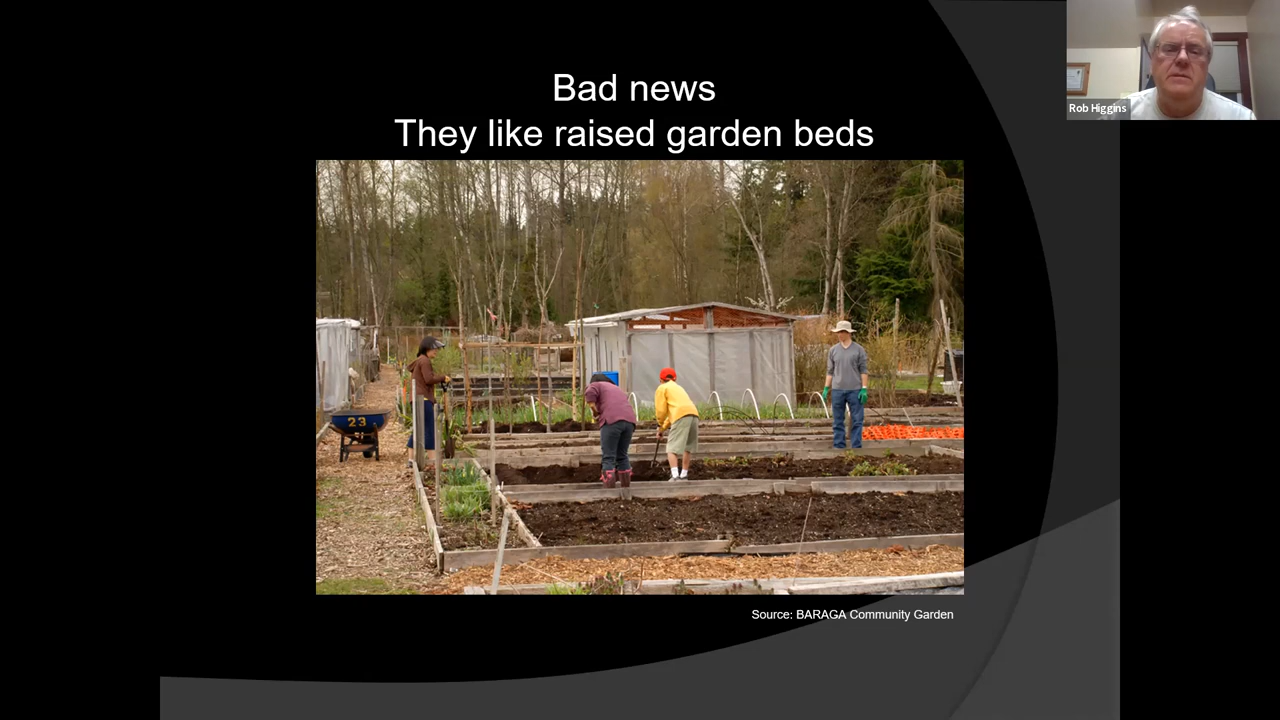 Bad news
They like raised garden beds
Rob Higgins
23
Source: BARAGA Community Garden